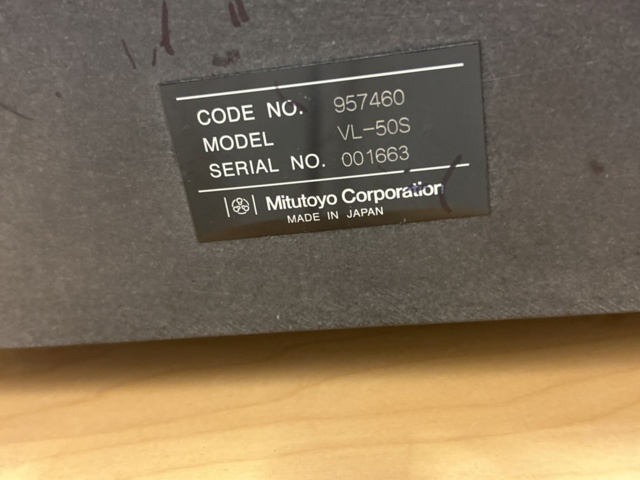 CODE NO. 957460
MODEL VL-50S
SERIAL NO. 001663
Mitutoyo Corporation
MADE IN JAPAN